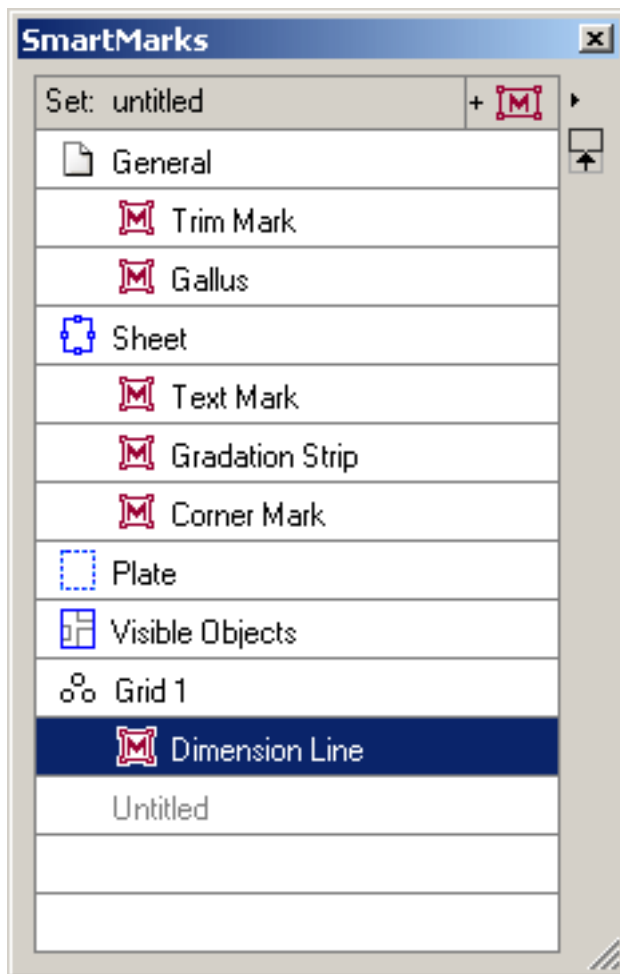 SmartMarks
Set: untitled
General
Trim Mark
Gallus
Sheet
Text Mark
Gradation Strip
Corner Mark
Plate
Visible Objects
Grid 1
Dimension Line
Untitled